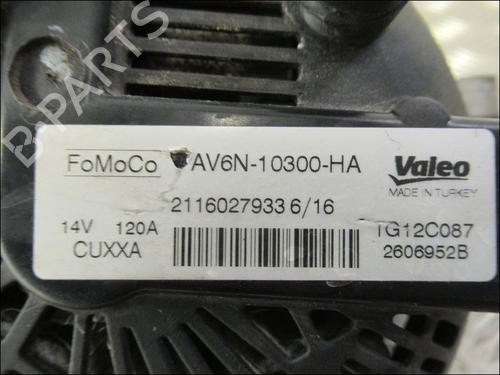 B-PARTS
FoMoCo AV6N-10300-HA Valeo
MADE IN TURKEY
2116027933 6/16
14V 120A TG12C087
CUXXA 2606952B